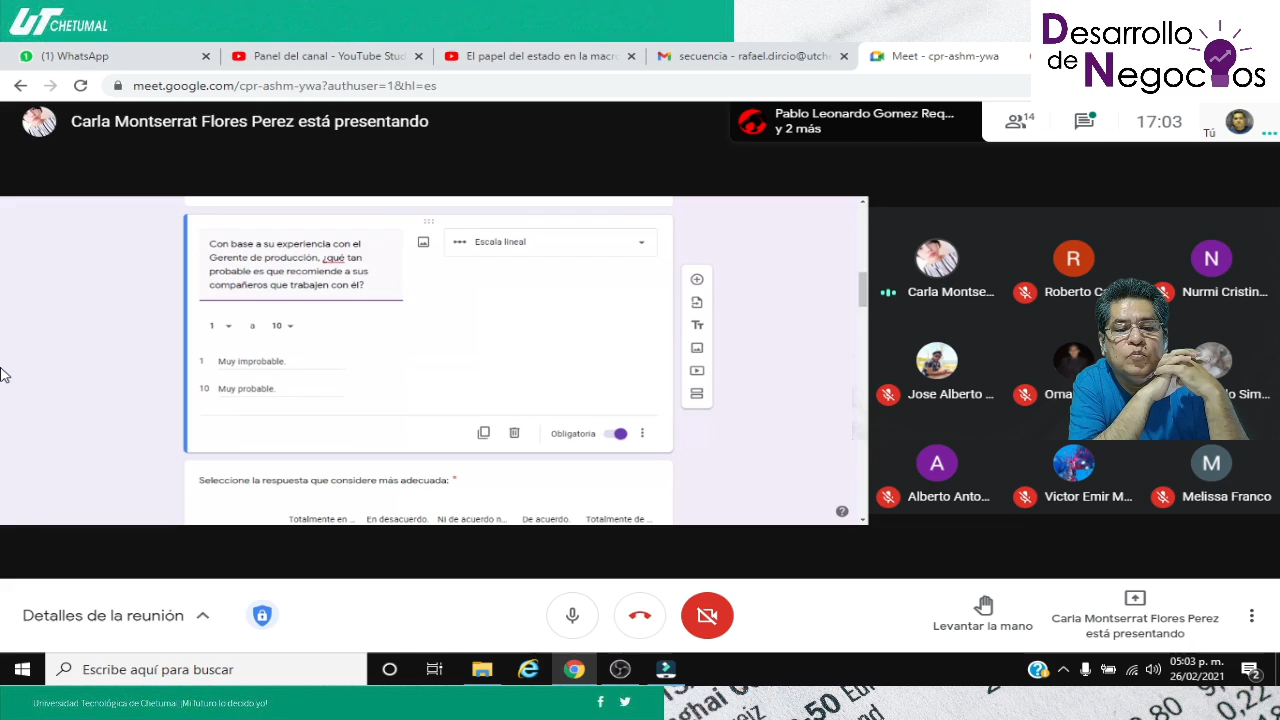 UT CHETUMAL
Desarrollo
de Negocios
(1) WhatsApp
Panel del canal - YouTube Stud
El papel del estado en la macro
secuencia - rafael.dircio@utche
Meet - cpr-ashm-ywa
meet.google.com/cpr-ashm-ywa?authuser=1&hl=es
Carla Montserrat Flores Perez está presentando
Pablo Leonardo Gomez Req...
y 2 más
14
17:03
Tú
Con base a su experiencia con el
Gerente de producción, ¿qué tan
probable es que recomiende a sus
compañeros que trabajen con él?
Escala lineal
1 a 10
1 Muy improbable.
10 Muy probable.
Obligatoria
Seleccione la respuesta que considere más adecuada: *
Totalmente en ... En desacuerdo. Ni de acuerdo n... De acuerdo. Totalmente de ...
Carla Montse...
R
Roberto C
N
Nurmi Cristin...
Jose Alberto ...
Oma
do Sim...
A
Alberto Anto...
Victor Emir M...
M
Melissa Franco
Detalles de la reunión
Levantar la mano
Carla Montserrat Flores Perez
está presentando
Escribe aquí para buscar
05:03 p. m.
26/02/2021
2
Universidad Tecnológica de Chetumal ¡Mi futuro lo decido yo!